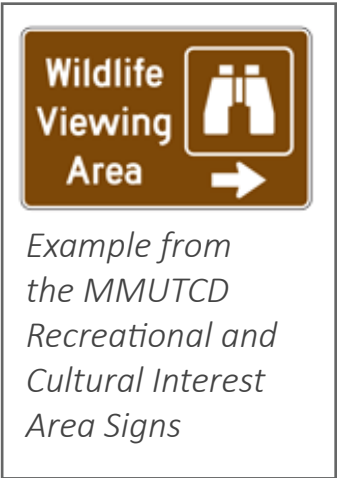 Wildlife
Viewing
Area
Example from
the MMUTCD
Recreational and
Cultural Interest
Area Signs